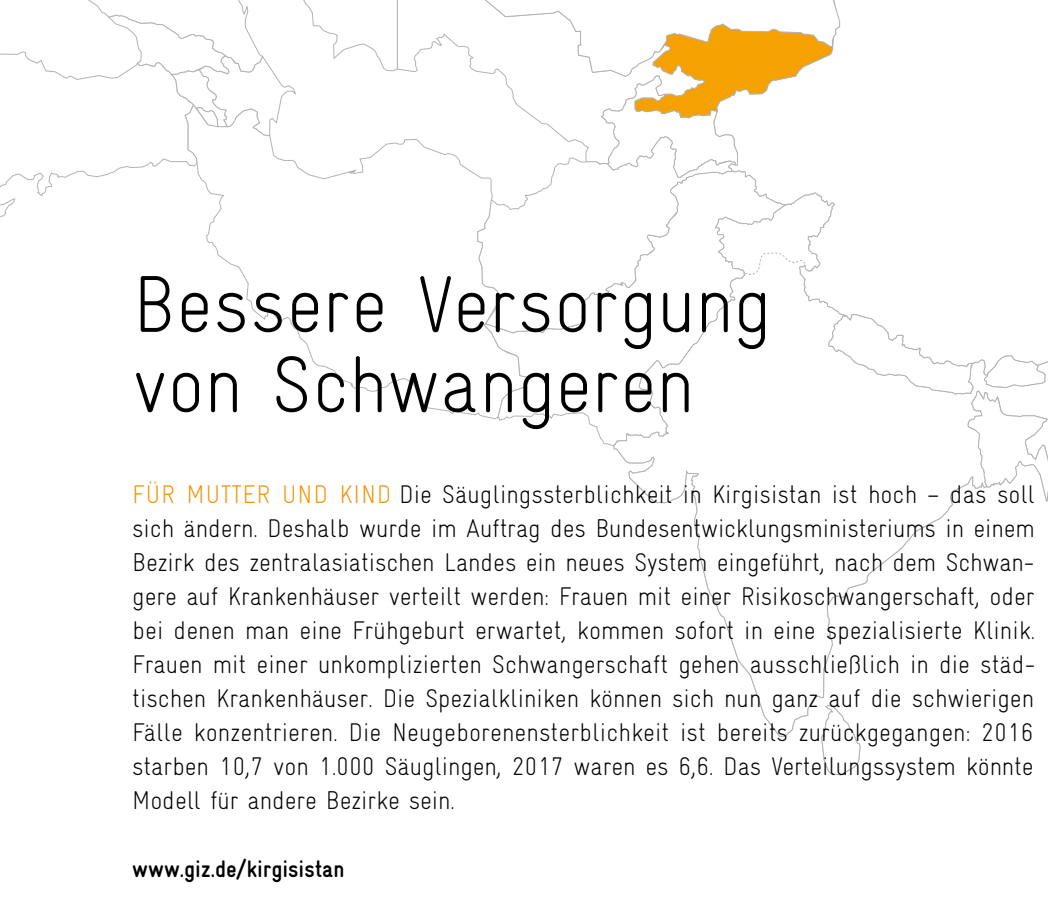 Bessere Versorgung
von Schwangeren
FÜR MUTTER UND KIND Die Säuglingssterblichkeit in Kirgisistan ist hoch – das soll
sich ändern. Deshalb wurde im Auftrag des Bundesentwicklungsministeriums in einem
Bezirk des zentralasiatischen Landes ein neues System eingeführt, nach dem Schwan-
gere auf Krankenhäuser verteilt werden: Frauen mit einer Risikoschwangerschaft, oder
bei denen man eine Frühgeburt erwartet, kommen sofort in eine spezialisierte Klinik.
Frauen mit einer unkomplizierten Schwangerschaft gehen ausschließlich in die städ-
tischen Krankenhäuser. Die Spezialkliniken können sich nun ganz auf die schwierigen
Fälle konzentrieren. Die Neugeborenensterblichkeit ist bereits zurückgegangen: 2016
starben 10,7 von 1.000 Säuglingen, 2017 waren es 6,6. Das Verteilungssystem könnte
Modell für andere Bezirke sein.
www.giz.de/kirgisistan